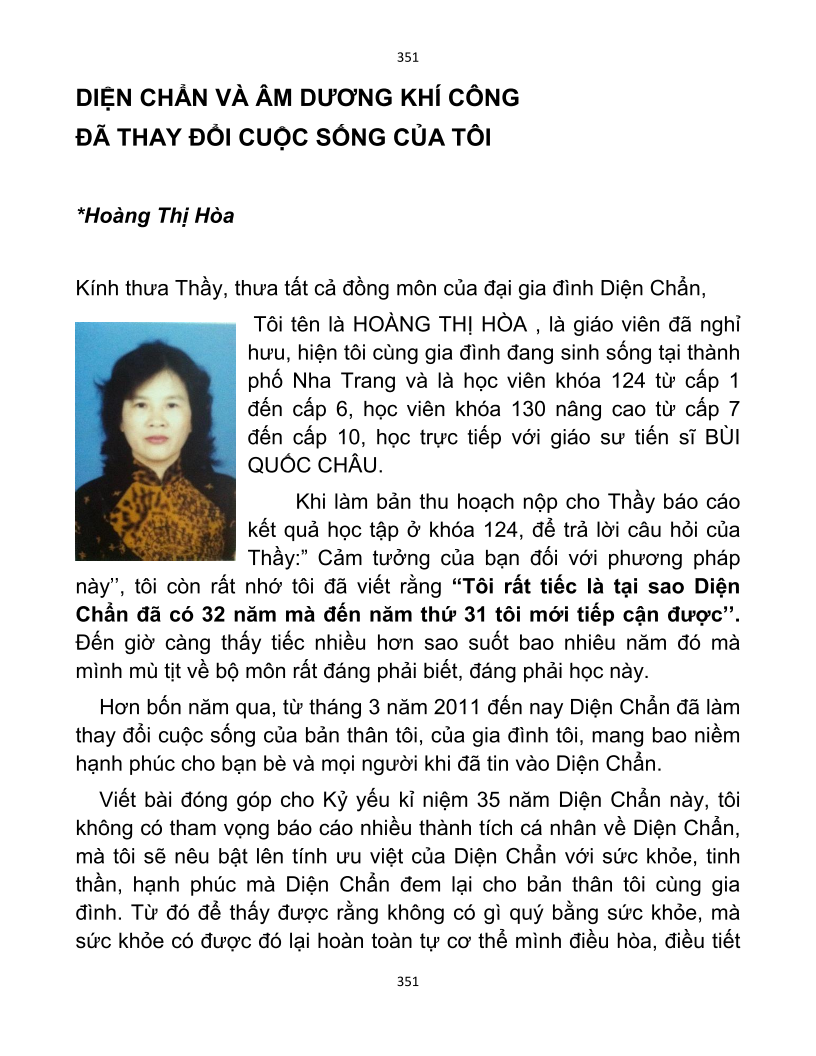 351
DIỆN CHẨN VÀ ÂM DƯƠNG KHÍ CÔNG
ĐÃ THAY ĐỔI CUỘC SỐNG CỦA TÔI
*Hoàng Thị Hòa
Kính thưa Thầy, thưa tất cả đồng môn của đại gia đình Diện Chẩn,
Tôi tên là HOÀNG THỊ HÒA , là giáo viên đã nghỉ
hưu, hiện tôi cùng gia đình đang sinh sống tại thành
phố Nha Trang và là học viên khóa 124 từ cấp 1
đến cấp 6, học viên khóa 130 nâng cao từ cấp 7
đến cấp 10, học trực tiếp với giáo sư tiến sĩ BÙI
QUỐC CHÂU.
Khi làm bản thu hoạch nộp cho Thầy báo cáo
kết quả học tập ở khóa 124, để trả lời câu hỏi của
Thầy:” Cảm tưởng của bạn đối với phương pháp
này’’, tôi còn rất nhớ tôi đã viết rằng “Tôi rất tiếc là tại sao Diện
Chẩn đã có 32 năm mà đến năm thứ 31 tôi mới tiếp cận được’’.
Đến giờ càng thấy tiếc nhiều hơn sao suốt bao nhiêu năm đó mà
mình mù tịt về bộ môn rất đáng phải biết, đáng phải học này.
Hơn bốn năm qua, từ tháng 3 năm 2011 đến nay Diện Chẩn đã làm
thay đổi cuộc sống của bản thân tôi, của gia đình tôi, mang bao niềm
hạnh phúc cho bạn bè và mọi người khi đã tin vào Diện Chẩn.
Viết bài đóng góp cho Kỷ yếu kỉ niệm 35 năm Diện Chẩn này, tôi
không có tham vọng báo cáo nhiều thành tích cá nhân về Diện Chẩn,
mà tôi sẽ nêu bật lên tính ưu việt của Diện Chẩn với sức khỏe, tinh
thần, hạnh phúc mà Diện Chẩn đem lại cho bản thân tôi cùng gia
đình. Từ đó để thấy được rằng không có gì quý bằng sức khỏe, mà
sức khỏe có được đó lại hoàn toàn tự cơ thể mình điều hòa, điều tiết
351